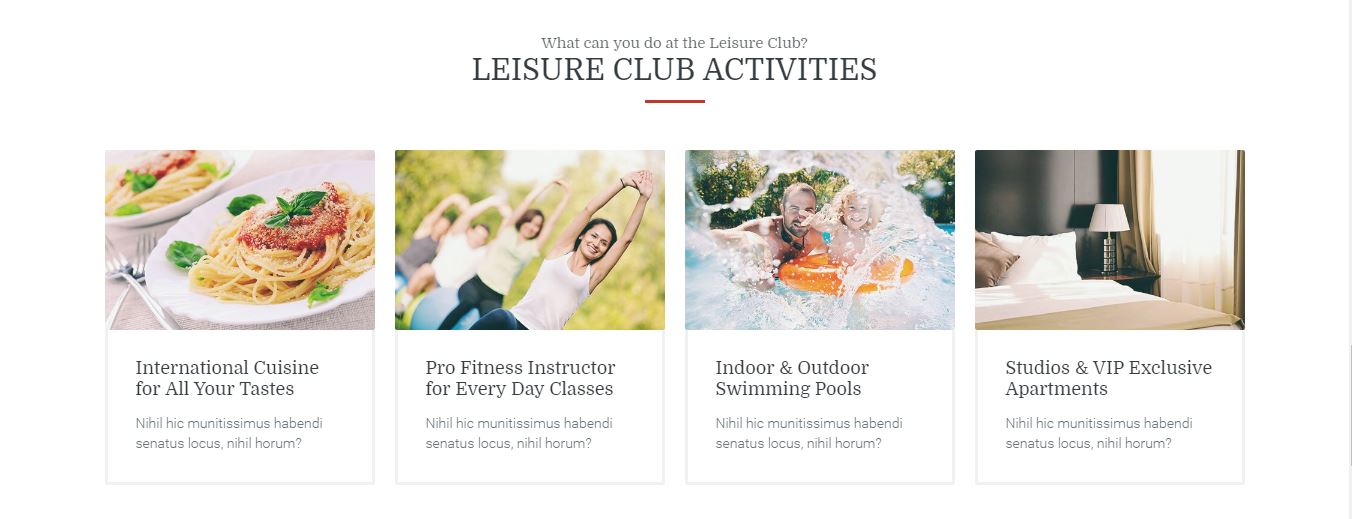 What can you do at the Leisure Club?
LEISURE CLUB ACTIVITIES
International Cuisine
for All Your Tastes
Nihil hic munitissimus habendi
senatus locus, nihil horum?
Pro Fitness Instructor
for Every Day Classes
Nihil hic munitissimus habendi
senatus locus, nihil horum?
Indoor & Outdoor
Swimming Pools
Nihil hic munitissimus habendi
senatus locus, nihil horum?
Studios & VIP Exclusive
Apartments
Nihil hic munitissimus habendi
senatus locus, nihil horum?